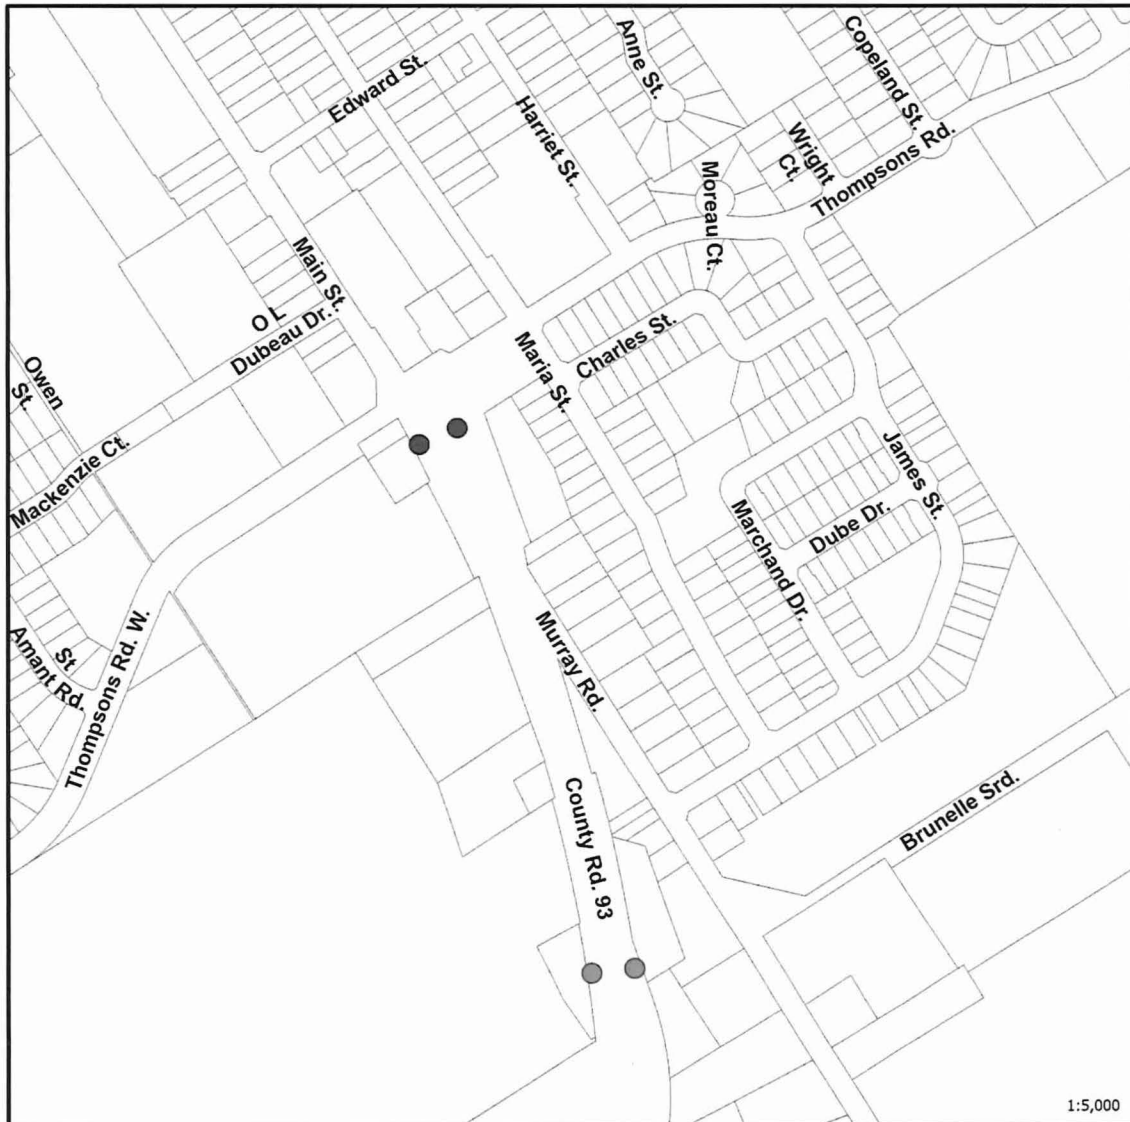 Anne St.
Copeland St.
Edward St.
Harriet St.
Wright
Ct.
Thompsons Rd.
Moreau Ct.
Main St.
O L
Dubeau Dr.
Owen
St.
Maria St.
Charles St.
Mackenzie Ct.
James St.
Dube Dr.
Marchand Dr.
St
Amant Rd.
Thompsons Rd. W.
Murray Rd.
County Rd. 93
Brunelle Srd.
1:5,000